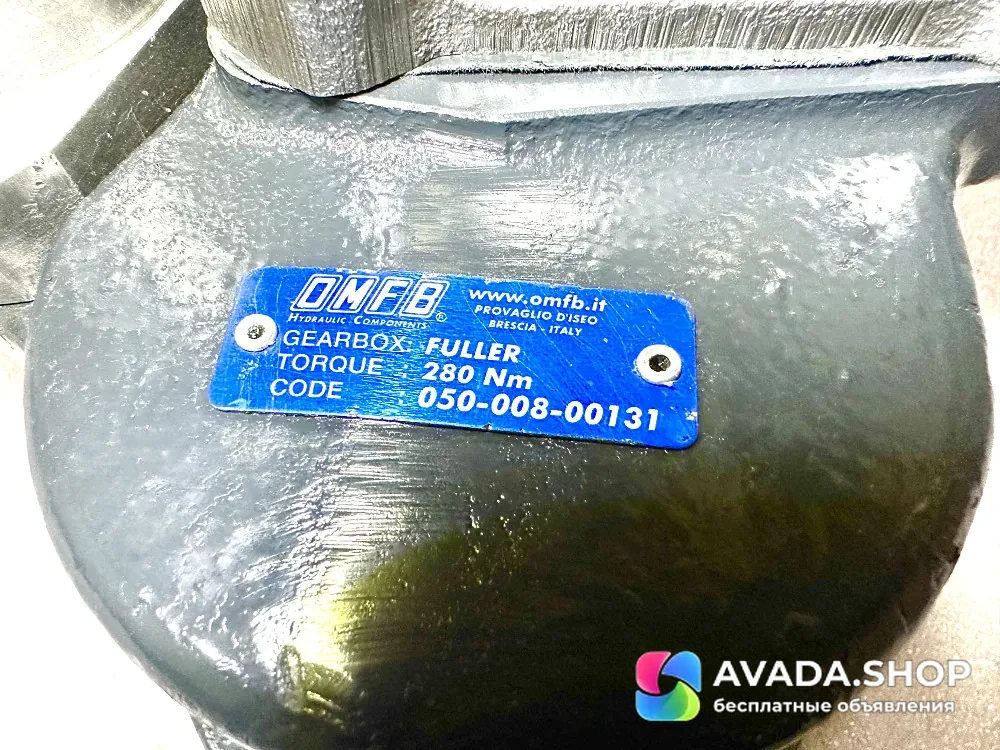 OMFB®
HYDRAULIC COMPONENTS
www.omfb.it
PROVAGLIO D'ISEO
BRESCIA - ITALY
GEARBOX : FULLER
TORQUE : 280 Nm
CODE : 050-008-00131
AVADA.SHOP
бесплатные объявления